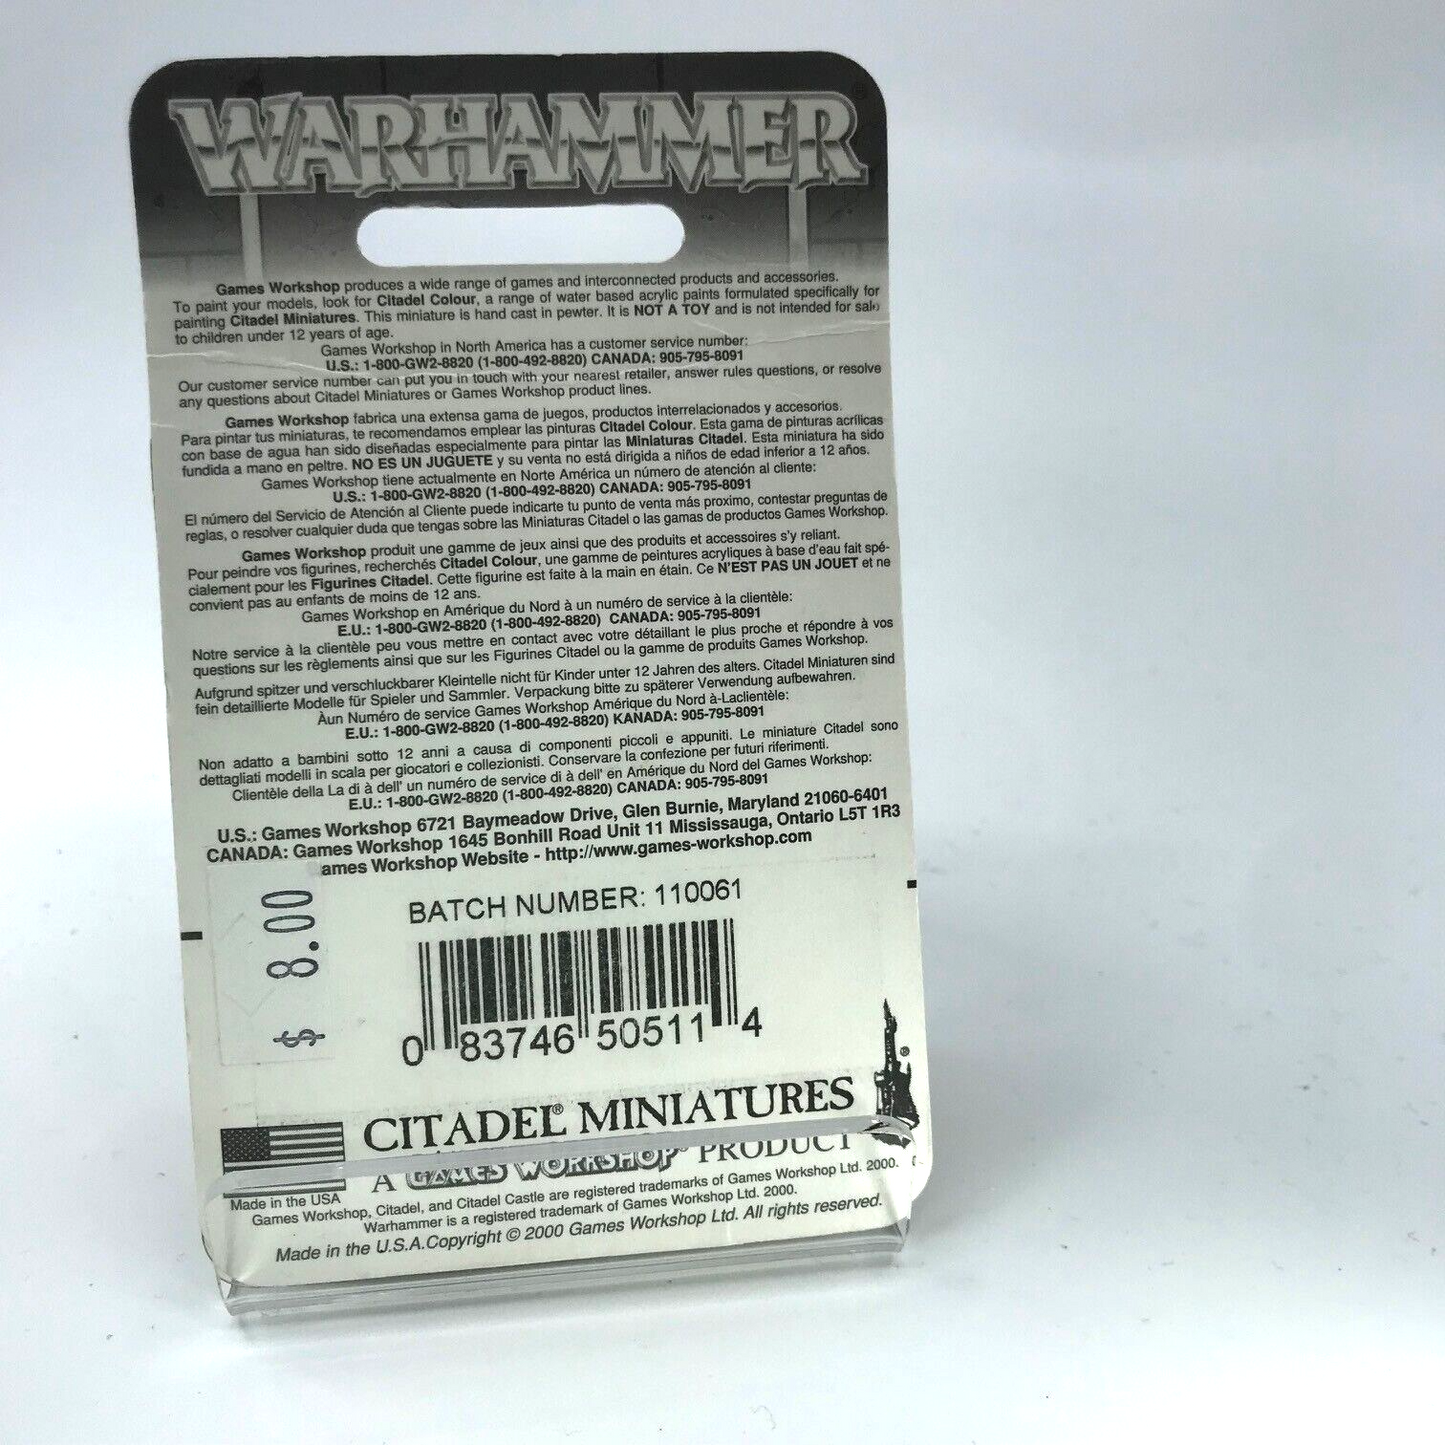 WARHAMMER
Games Workshop produces a wide range of games and interconnected products and accessories.
To paint your models, look for Citadel Colour, a range of water based acrylic paints formulated specifically for
painting Citadel Miniatures. This miniature is hand cast in pewter. It is NOT A TOY and is not intended for sale
to children under 12 years of age.
Games Workshop in North America has a customer service number:
U.S.: 1-800-GW2-8820 (1-800-492-8820) CANADA: 905-795-8091
Our customer service number can put you in touch with your nearest retailer, answer rules questions, or resolve
any questions about Citadel Miniatures or Games Workshop product lines.
Games Workshop fabrica una extensa gama de juegos, productos interrelacionados y accesorios.
Para pintar tus miniaturas, te recomendamos emplear las pinturas Citadel Colour. Esta gama de pinturas acrílicas
con base de agua han sido diseñadas especialmente para pintar las Miniaturas Citadel. Esta miniatura ha sido
fundida a mano en peltre. NO ES UN JUGUETE y su venta no está dirigida a niños de edad inferior a 12 años.
Games Workshop tiene actualmente en Norte América un número de atención al cliente:
U.S.: 1-800-GW2-8820 (1-800-492-8820) CANADA: 905-795-8091
El número del Servicio de Atención al Cliente puede indicarte tu punto de venta más proximo, contestar preguntas de
reglas, o resolver cualquier duda que tengas sobre las Miniaturas Citadel o las gamas de productos Games Workshop.
Games Workshop produit une gamme de jeux ainsi que des produits et accessoires s'y reliant.
Pour peindre vos figurines, recherchés Citadel Colour, une gamme de peintures acryliques à base d'eau fait spé-
cialement pour les Figurines Citadel. Cette figurine est faite à la main en étain. Ce N'EST PAS UN JOUET et ne
convient pas au enfants de moins de 12 ans.
Games Workshop en Amérique du Nord à un numéro de service à la clientèle:
E.U.: 1-800-GW2-8820 (1-800-492-8820) CANADA: 905-795-8091
Notre service à la clientèle peu vous mettre en contact avec votre détaillant le plus proche et répondre à vos
questions sur les règlements ainsi que sur les Figurines Citadel ou la gamme de produits Games Workshop.
Aufgrund spitzer und verschluckbarer Kleintelle nicht für Kinder unter 12 Jahren des alters. Citadel Miniaturen sind
fein detaillierte Modelle für Spieler und Sammler. Verpackung bitte zu späterer Verwendung aufbewahren.
Àun Numéro de service Games Workshop Amérique du Nord à-Laclientèle:
E.U.: 1-800-GW2-8820 (1-800-492-8820) KANADA: 905-795-8091
Non adatto a bambini sotto 12 anni a causa di componenti piccoli e appuniti. Le miniature Citadel sono
dettagliati modelli in scala per giocatori e collezionisti. Conservare la confezione per futuri riferimenti.
Clientèle della La di à dell' un numéro de service di à dell' en Amérique du Nord del Games Workshop:
E.U.: 1-800-GW2-8820 (1-800-492-8820) CANADA: 905-795-8091
U.S.: Games Workshop 6721 Baymeadow Drive, Glen Burnie, Maryland 21060-6401
CANADA: Games Workshop 1645 Bonhill Road Unit 11 Mississauga, Ontario L5T 1R3
ames Workshop Website - http://www.games-workshop.com
$ 8.00
BATCH NUMBER: 110061
0 83746 50511 4
CITADEL® MINIATURES ®
A GAMES WORKSHOP® PRODUCT
Made in the USA
Games Workshop, Citadel, and Citadel Castle are registered trademarks of Games Workshop Ltd. 2000.
Warhammer is a registered trademark of Games Workshop Ltd. 2000.
Made in the U.S.A.Copyright © 2000 Games Workshop Ltd. All rights reserved.